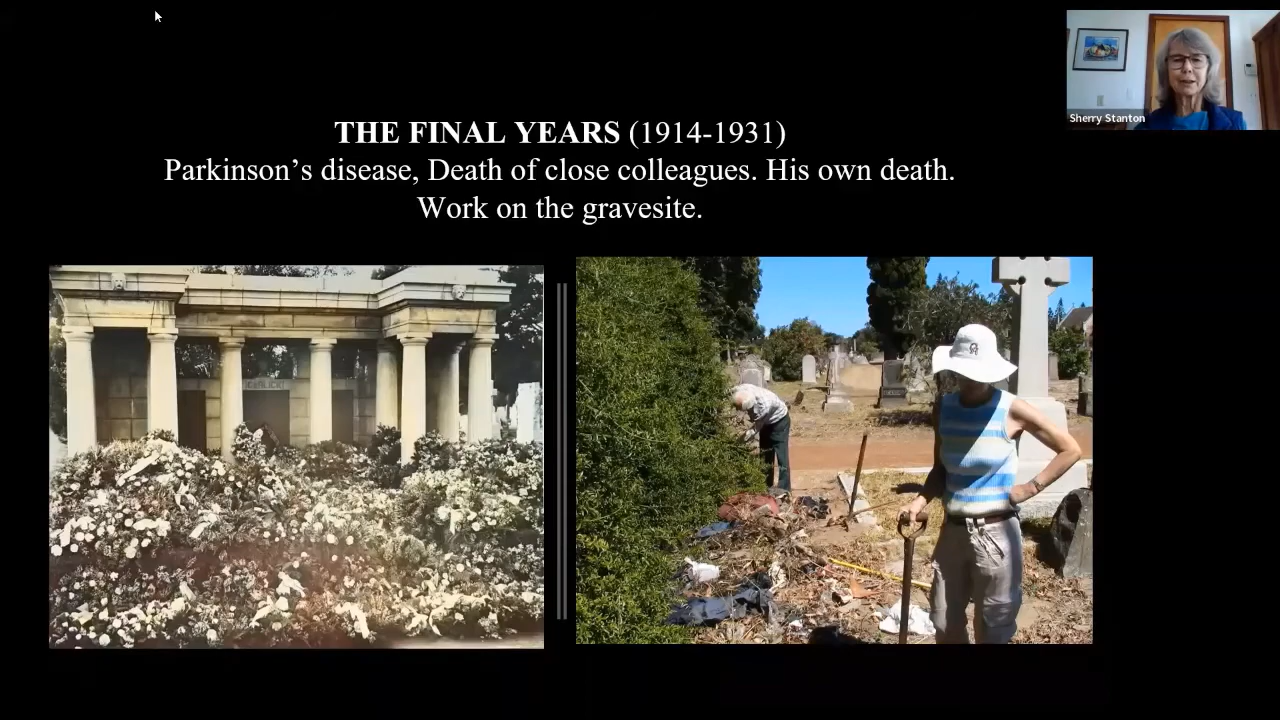 THE FINAL YEARS (1914-1931)
Parkinson's disease, Death of close colleagues. His own death.
Work on the gravesite.
Sherry Stanton